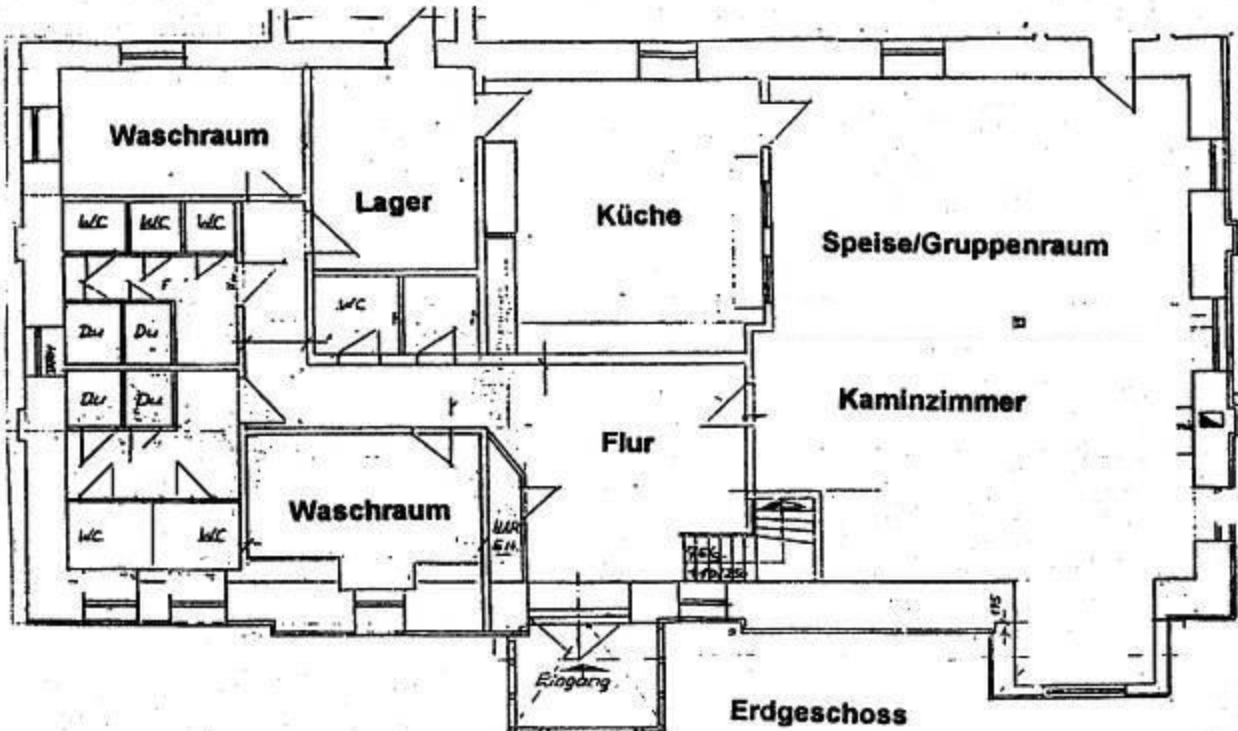 Waschraum
Lager
Küche
Speise/Gruppenraum
WC
WC
WC
WC
Du
Du
Du
Du
Kaminzimmer
Flur
Waschraum
WC
WC
Eingang
Erdgeschoss